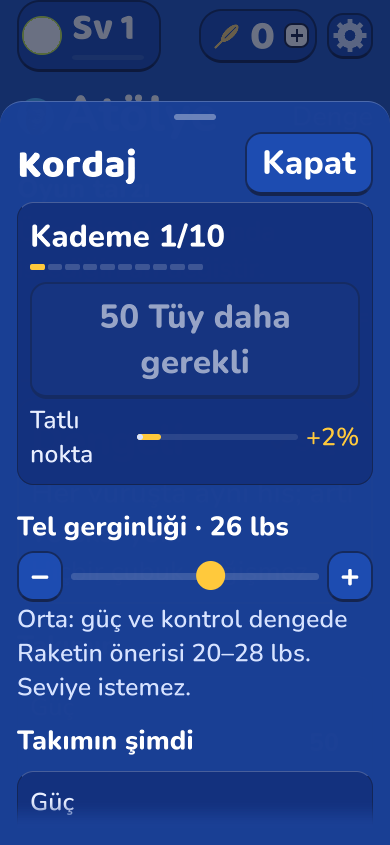 Sv 1
0
Atölye
Kordaj
Kapat
Kademe 1/10
50 Tüy daha
gerekli
Tatlı
nokta
+2%
Tel gerginliği · 26 lbs
Orta: güç ve kontrol dengede
Raketin önerisi 20–28 lbs.
Seviye istemez.
Takımın şimdi
Güç